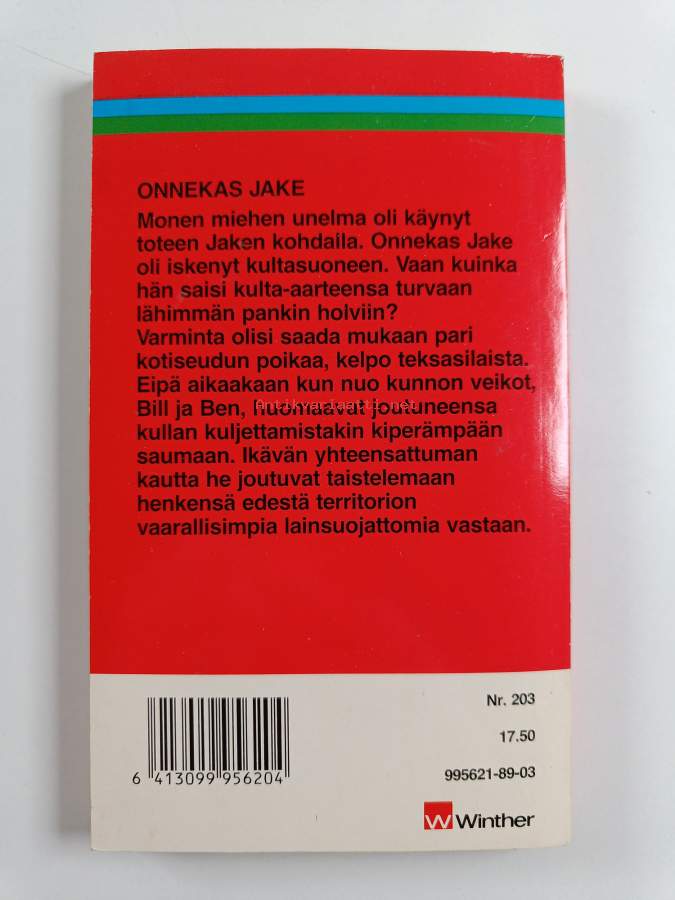 ONNEKAS JAKE
Monen miehen unelma oli käynyt
toteen Jaken kohdalla. Onnekas Jake
oli iskenyt kultasuoneen. Vaan kuinka
hän saisi kulta-aarteensa turvaan
lähimmän pankin holviin?
Varminta olisi saada mukaan pari
kotiseudun poikaa, kelpo teksasilaista.
Eipä aikaakaan kun nuo kunnon veikot,
Antikvariaatti.net
Bill ja Ben, huomaavat joutuneensa
kullan kuljettamistakin kiperämpään
saumaan. Ikävän yhteensattuman
kautta he joutuvat taistelemaan
henkensä edestä territorion
vaarallisimpia lainsuojattomia vastaan.
Nr. 203
17.50
6 413099 956204
995621-89-03
W Winther